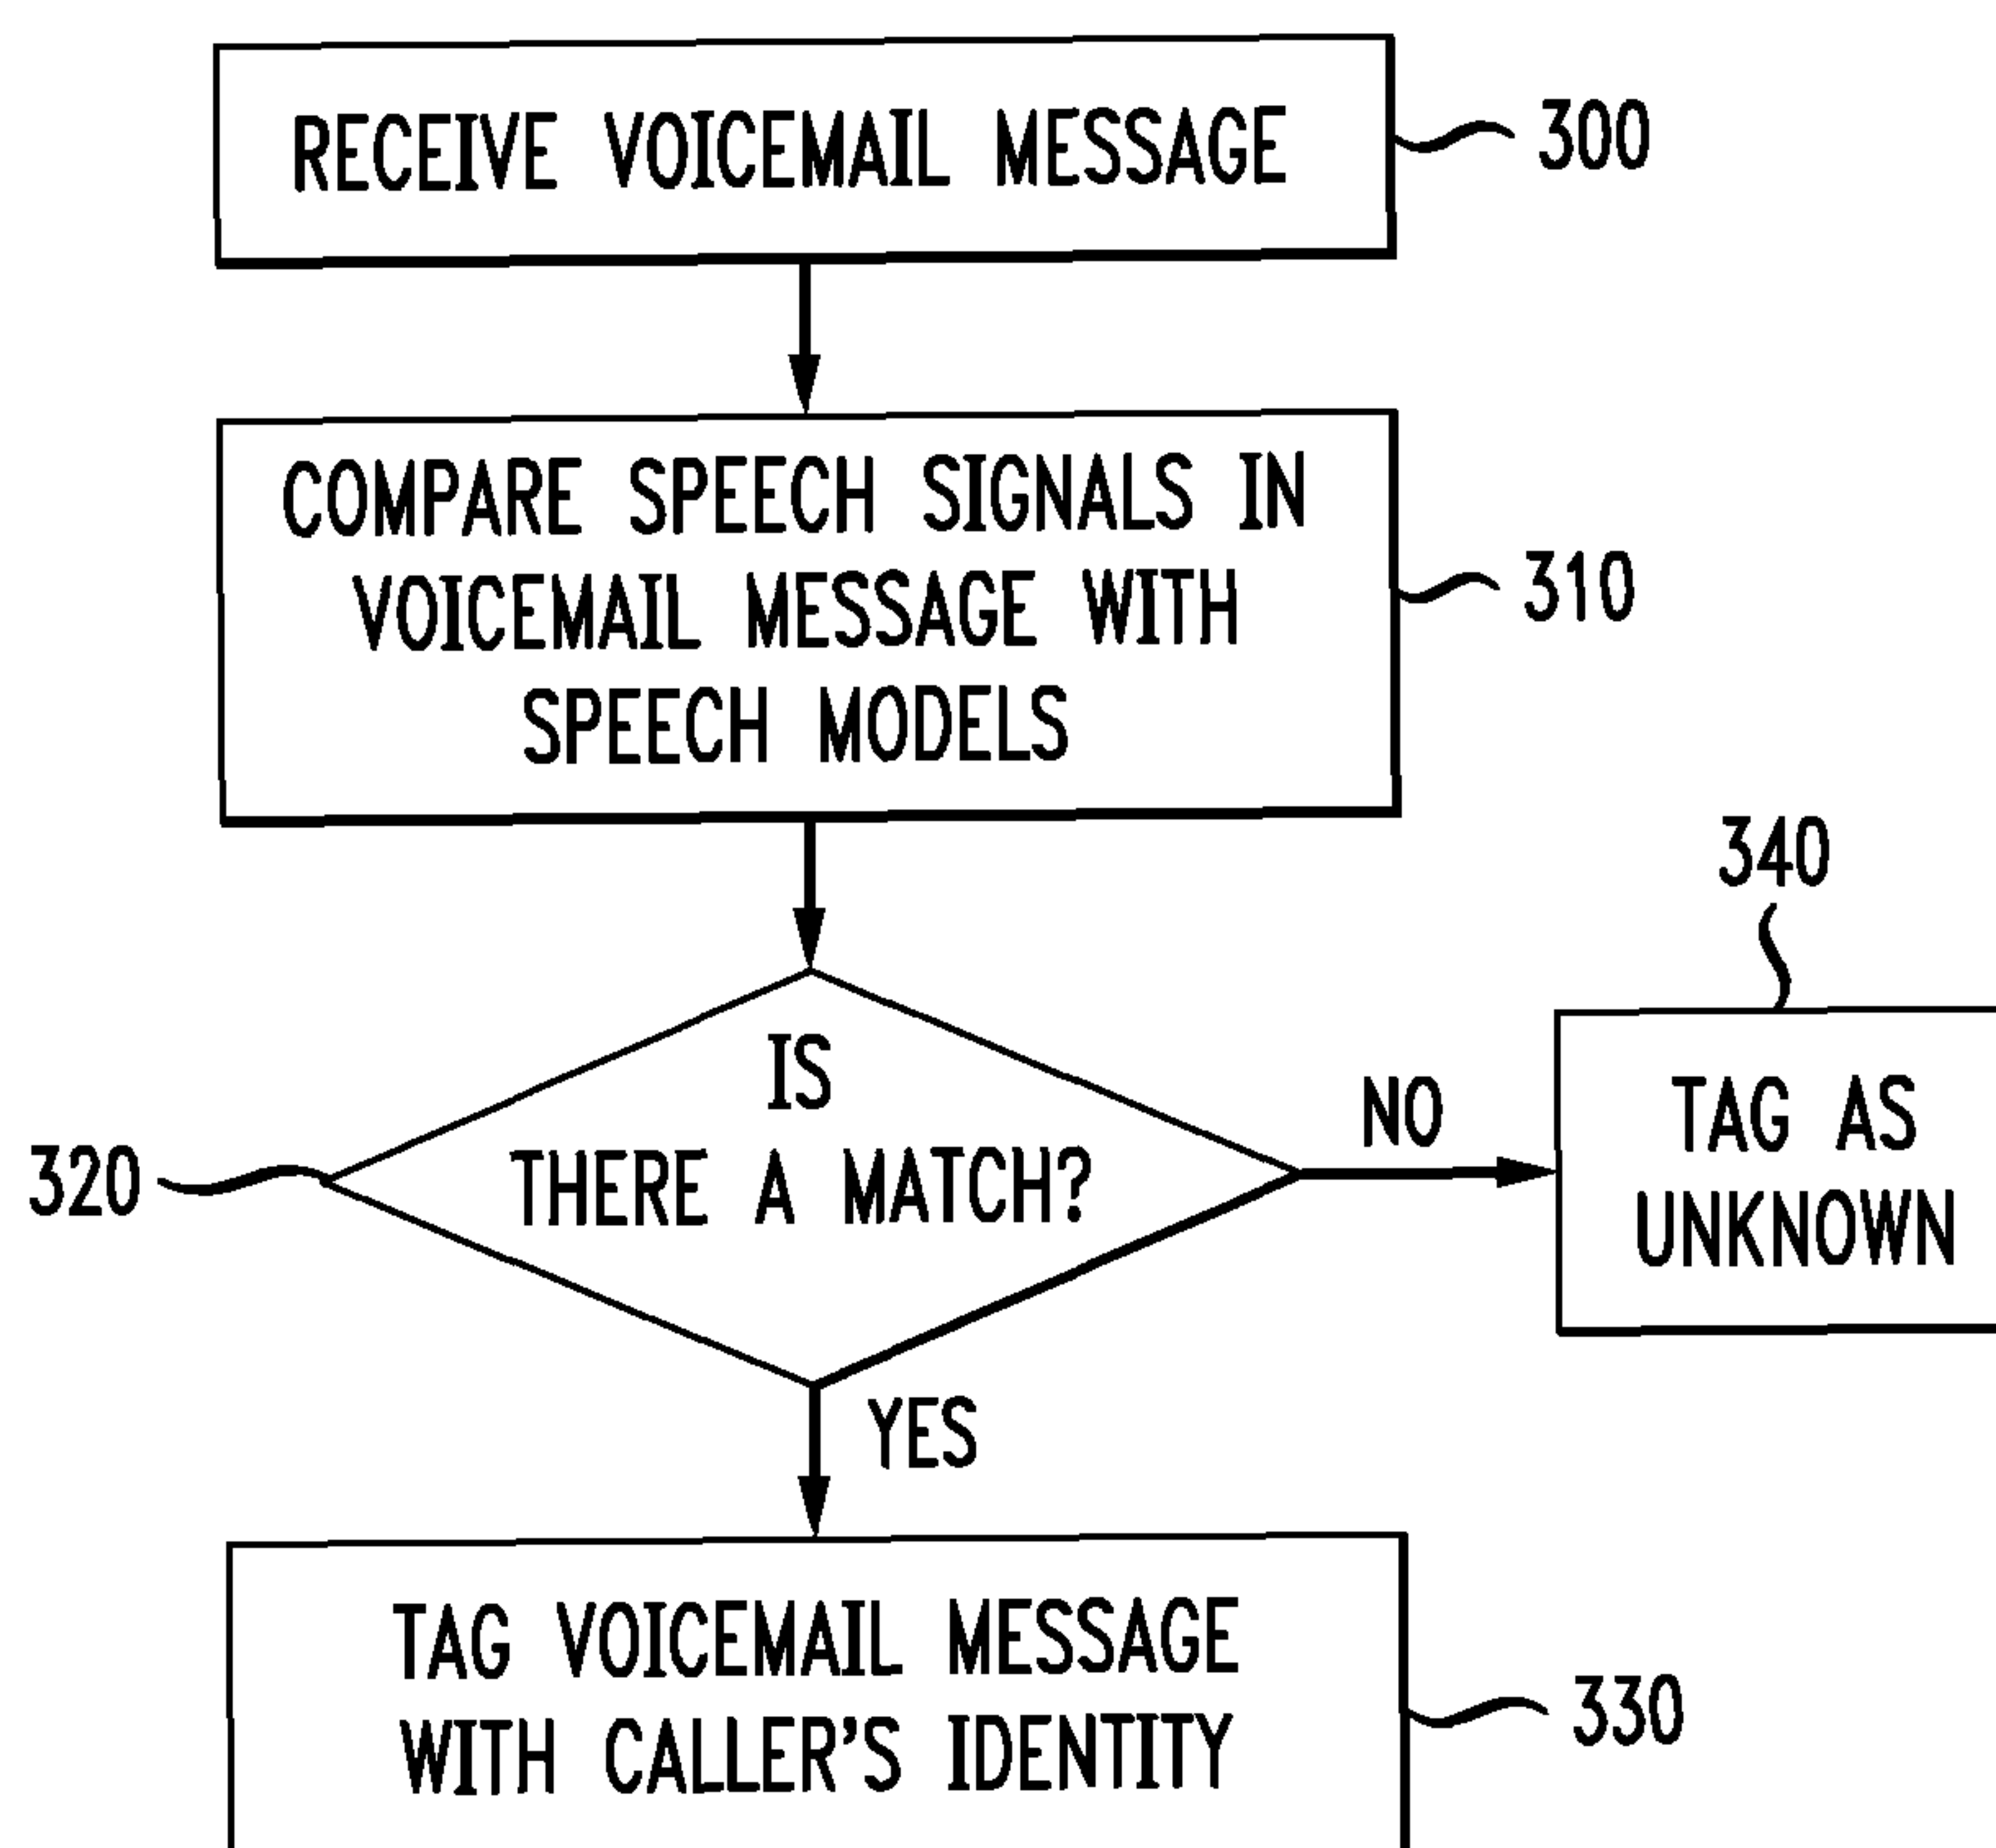 RECEIVE VOICEMAIL MESSAGE
300
COMPARE SPEECH SIGNALS IN
VOICEMAIL MESSAGE WITH
SPEECH MODELS
310
340
IS
THERE A MATCH?
320
NO
TAG AS
UNKNOWN
YES
TAG VOICEMAIL MESSAGE
WITH CALLER'S IDENTITY
330